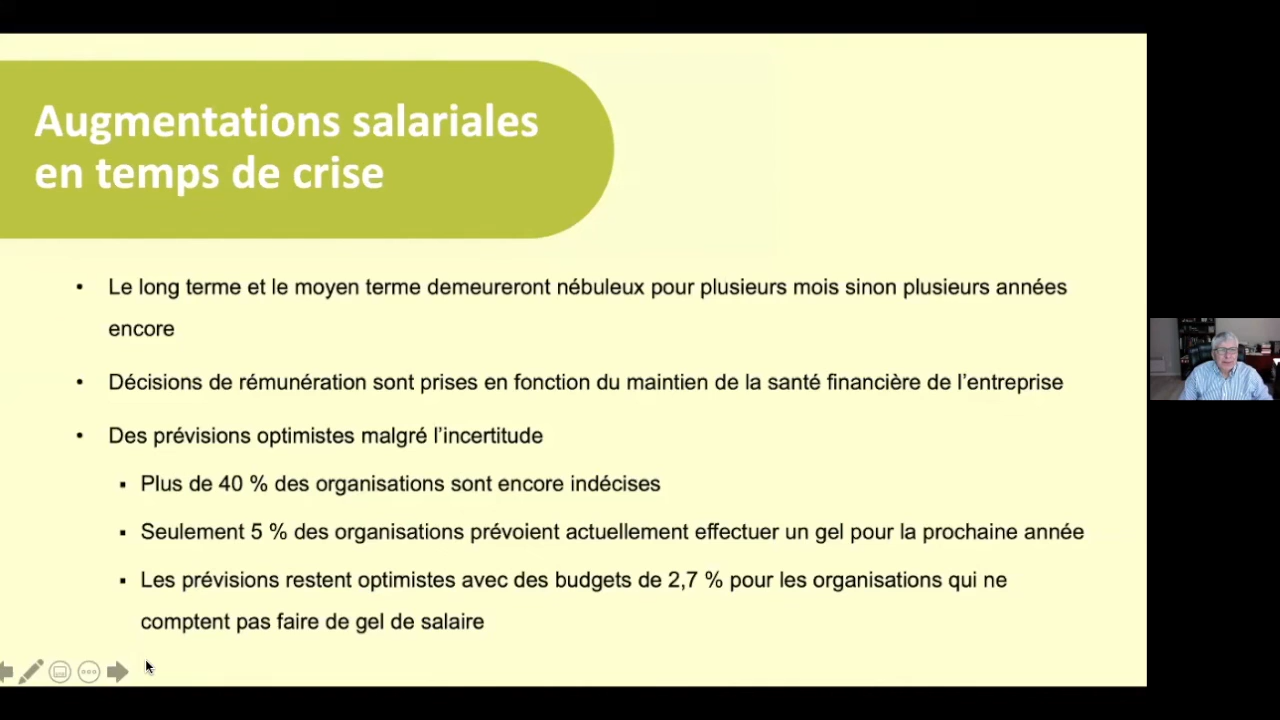 Augmentations salariales
en temps de crise
• Le long terme et le moyen terme demeureront nébuleux pour plusieurs mois sinon plusieurs années
encore
• Décisions de rémunération sont prises en fonction du maintien de la santé financière de l’entreprise
• Des prévisions optimistes malgré l’incertitude
▪ Plus de 40 % des organisations sont encore indécises
▪ Seulement 5 % des organisations prévoient actuellement effectuer un gel pour la prochaine année
▪ Les prévisions restent optimistes avec des budgets de 2,7 % pour les organisations qui ne
comptent pas faire de gel de salaire